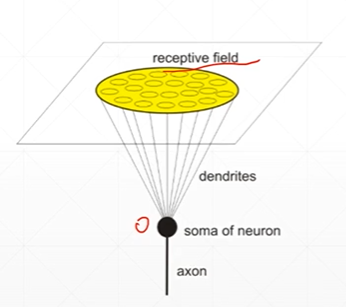 receptive field
dendrites
soma of neuron
axon